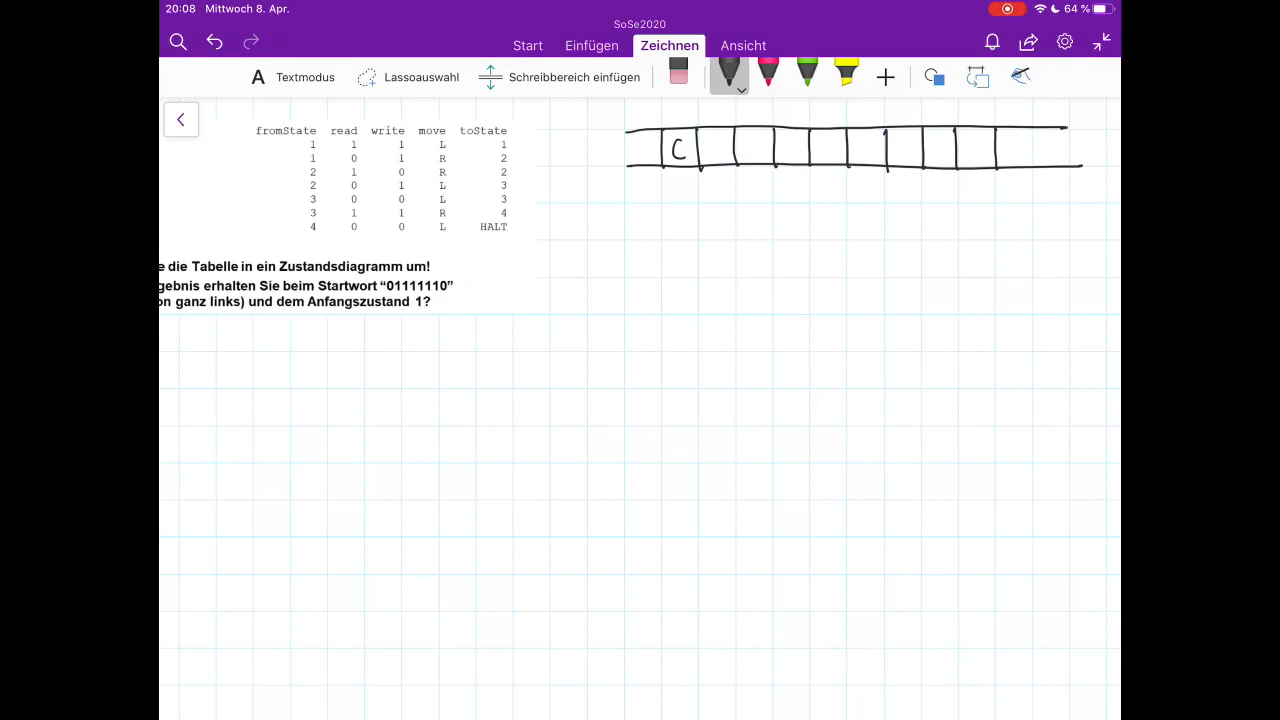 20:08 Mittwoch 8. Apr. 64 %
SoSe2020
Start Einfügen Zeichnen Ansicht
A Textmodus Lassoauswahl Schreibbereich einfügen
fromState read write move toState
1 1 1 L 1
1 0 1 R 2
2 1 0 R 2
2 0 1 L 3
3 0 0 L 3
3 1 1 R 4
4 0 0 L HALT
C
e die Tabelle in ein Zustandsdiagramm um!
gebnis erhalten Sie beim Startwort “01111110”
on ganz links) und dem Anfangszustand 1?